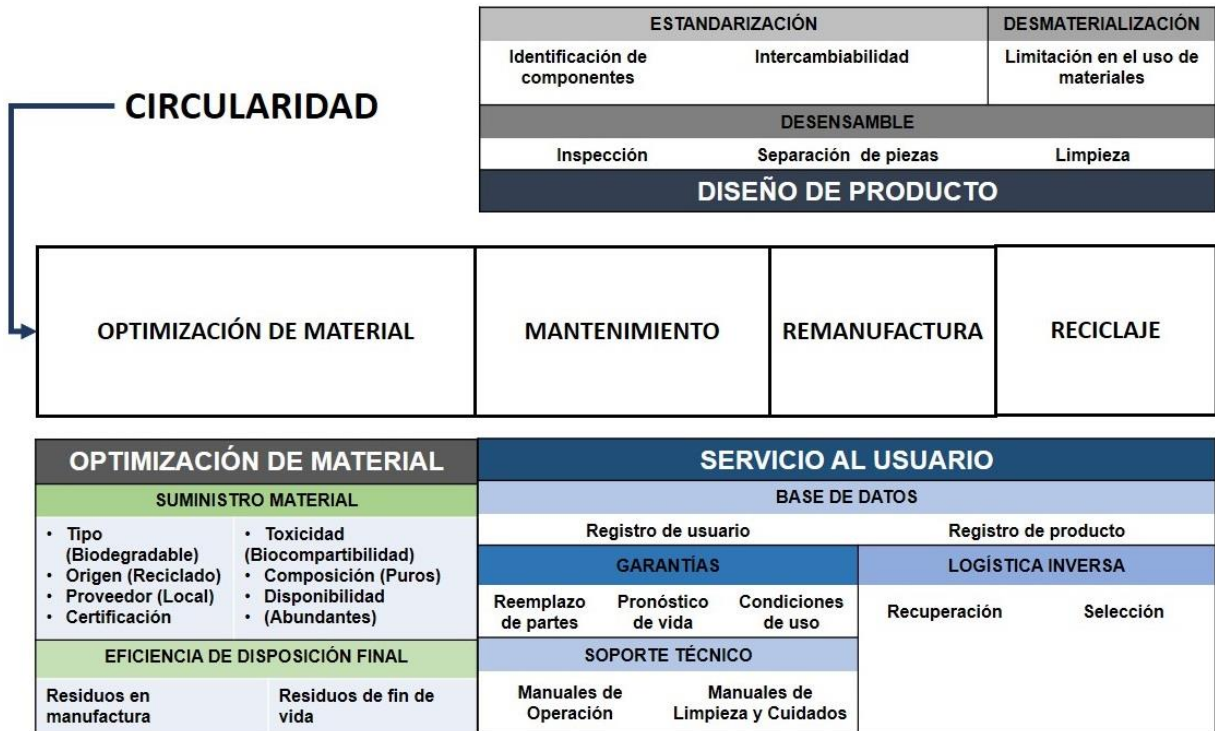 ESTANDARIZACIÓN
DESMATERIALIZACIÓN
Identificación de
componentes
Intercambiabilidad
Limitación en el uso de
materiales
CIRCULARIDAD
DESENSAMBLE
Inspección
Separación de piezas
Limpieza
DISEÑO DE PRODUCTO
OPTIMIZACIÓN DE MATERIAL
MANTENIMIENTO
REMANUFACTURA
RECICLAJE
OPTIMIZACIÓN DE MATERIAL
SUMINISTRO MATERIAL
• Tipo
(Biodegradable)
• Origen (Reciclado)
• Proveedor (Local)
• Certificación
• Toxicidad
(Biocompartibilidad)
• Composición (Puros)
• Disponibilidad
• (Abundantes)
EFICIENCIA DE DISPOSICIÓN FINAL
Residuos en
manufactura
Residuos de fin de
vida
SERVICIO AL USUARIO
BASE DE DATOS
Registro de usuario
Registro de producto
GARANTÍAS
Reemplazo
de partes
Pronóstico
de vida
Condiciones
de uso
SOPORTE TÉCNICO
Manuales de
Operación
Manuales de
Limpieza y Cuidados
LOGÍSTICA INVERSA
Recuperación
Selección